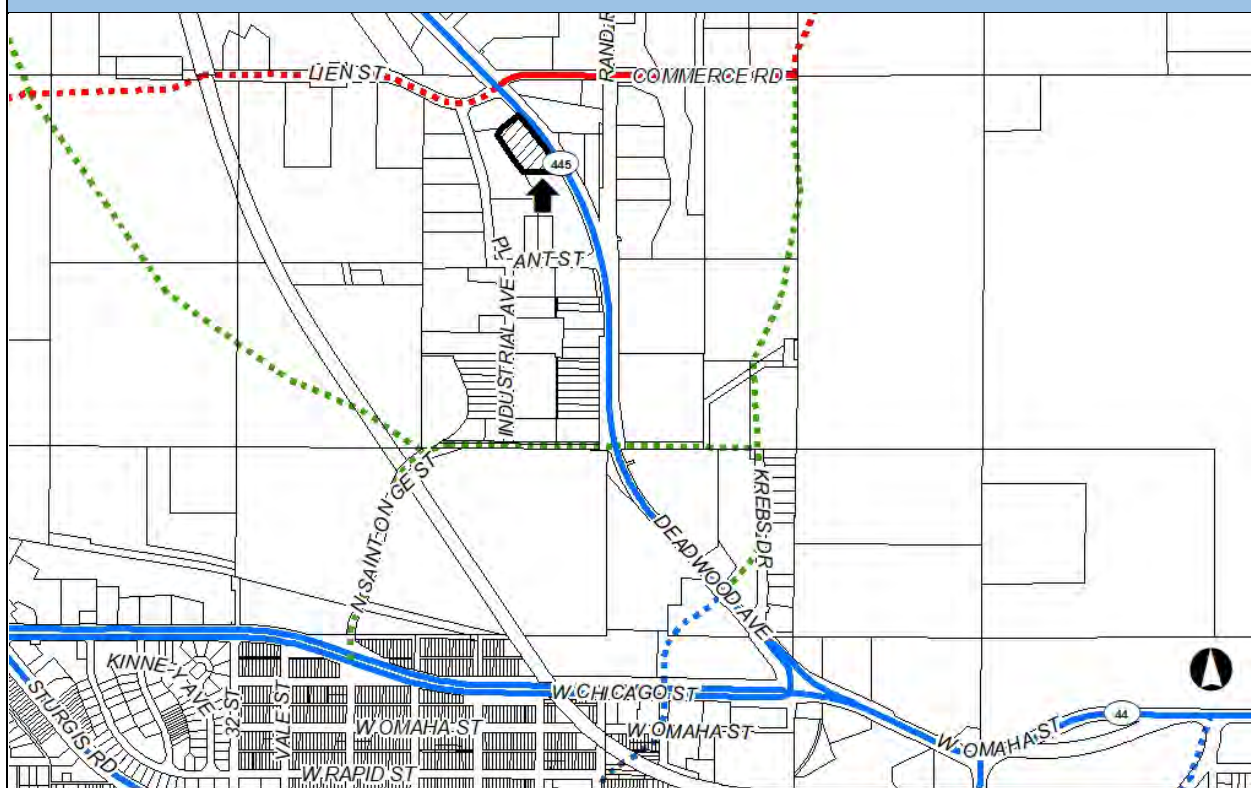 LIEN ST
RAND R
COMMERCE RD
445
PLANT ST
INDUSTRIAL AVE
N SAINT ONGE ST
KREBS DR
DEADWOOD AVE
KINNEY AVE
STURGIS RD
32 ST
VALE ST
W CHICAGO ST
W OMAHA ST
W OMAHA ST
W RAPID ST
W OMAHA ST
44